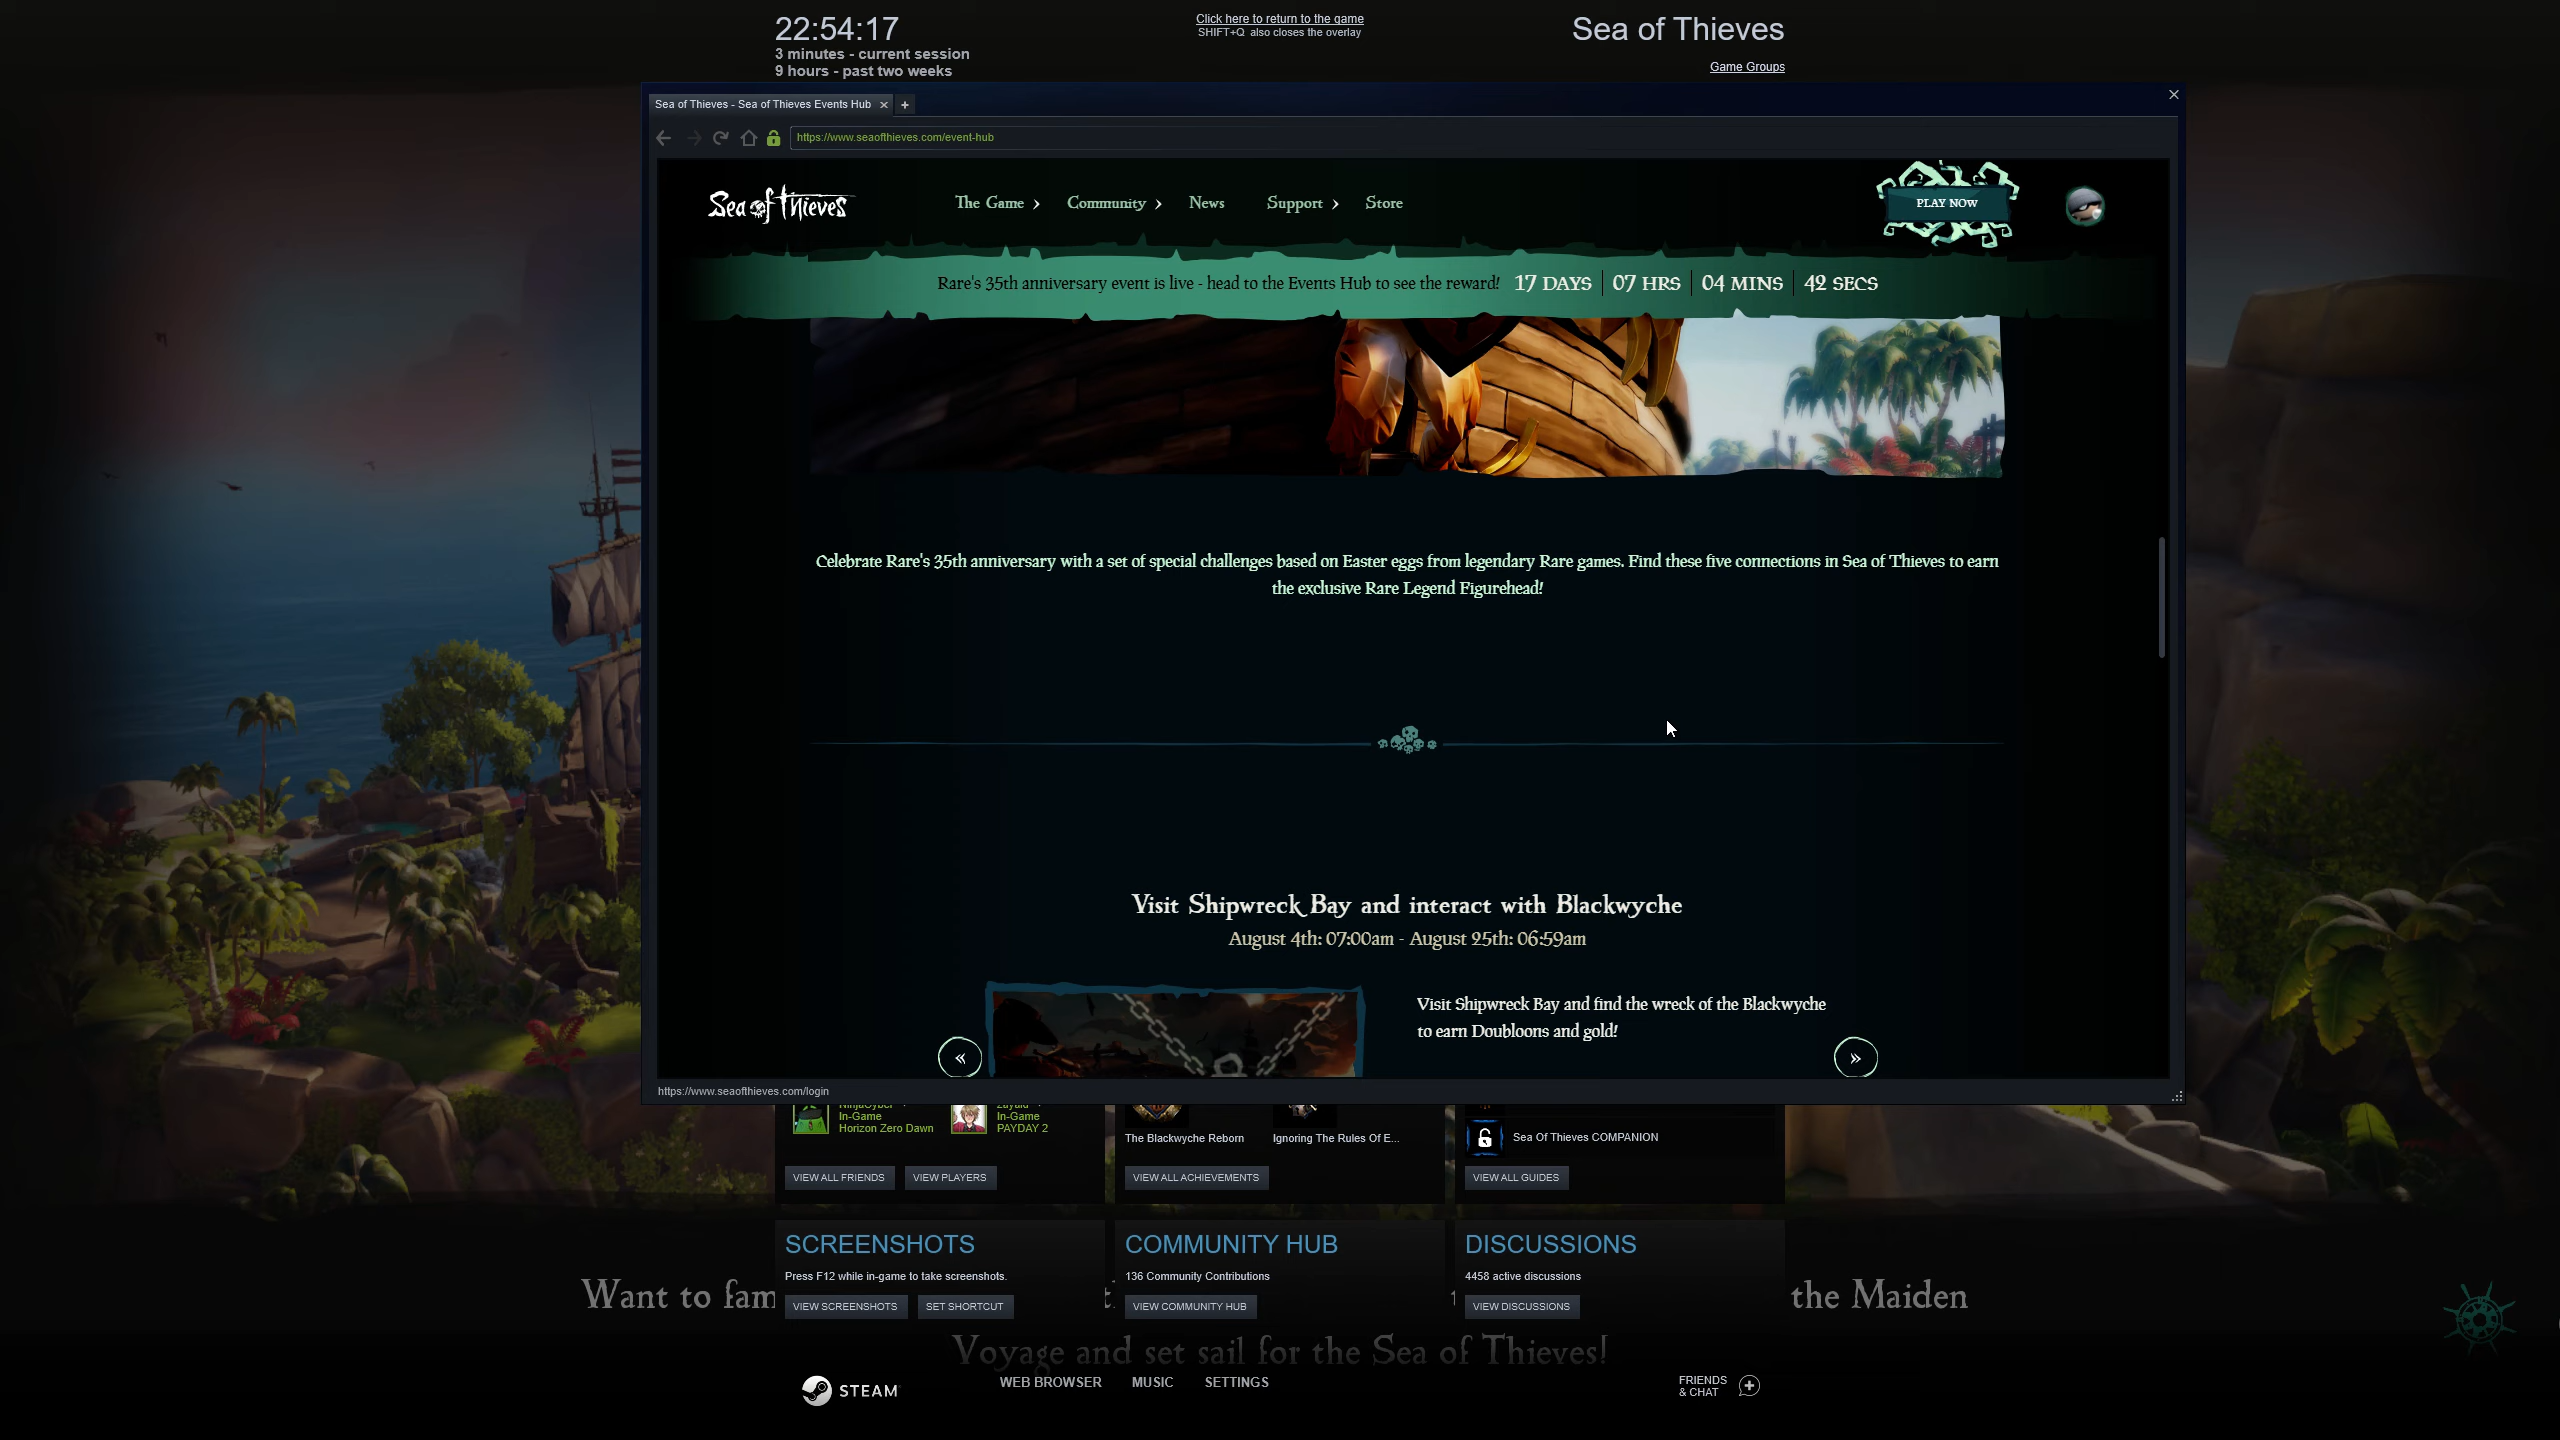 22:54:17
3 minutes - current session
9 hours - past two weeks
Click here to return to the game
SHIFT+Q also closes the overlay
Sea of Thieves
Game Groups
Sea of Thieves - Sea of Thieves Events Hub
https://www.seaofthieves.com/event-hub
Sea of Thieves
The Game
Community
News
Support
Store
PLAY NOW
Rare's 35th anniversary event is live - head to the Events Hub to see the reward! 17 DAYS 07 HRS 04 MINS 42 SECS
Celebrate Rare's 35th anniversary with a set of special challenges based on Easter eggs from legendary Rare games. Find these five connections in Sea of Thieves to earn
the exclusive Rare Legend Figurehead!
Visit Shipwreck Bay and interact with Blackwyche
August 4th: 07:00am - August 25th: 06:59am
Visit Shipwreck Bay and find the wreck of the Blackwyche
to earn Doubloons and gold!
https://www.seaofthieves.com/login
In-Game
Horizon Zero Dawn
In-Game
PAYDAY 2
The Blackwyche Reborn
Ignoring The Rules Of E...
Sea Of Thieves COMPANION
VIEW ALL FRIENDS
VIEW PLAYERS
VIEW ALL ACHIEVEMENTS
VIEW ALL GUIDES
SCREENSHOTS
Press F12 while in-game to take screenshots.
VIEW SCREENSHOTS
SET SHORTCUT
COMMUNITY HUB
136 Community Contributions
VIEW COMMUNITY HUB
DISCUSSIONS
4458 active discussions
VIEW DISCUSSIONS
Want to fam
the Maiden
Voyage and set sail for the Sea of Thieves!
STEAM
WEB BROWSER
MUSIC
SETTINGS
FRIENDS
& CHAT